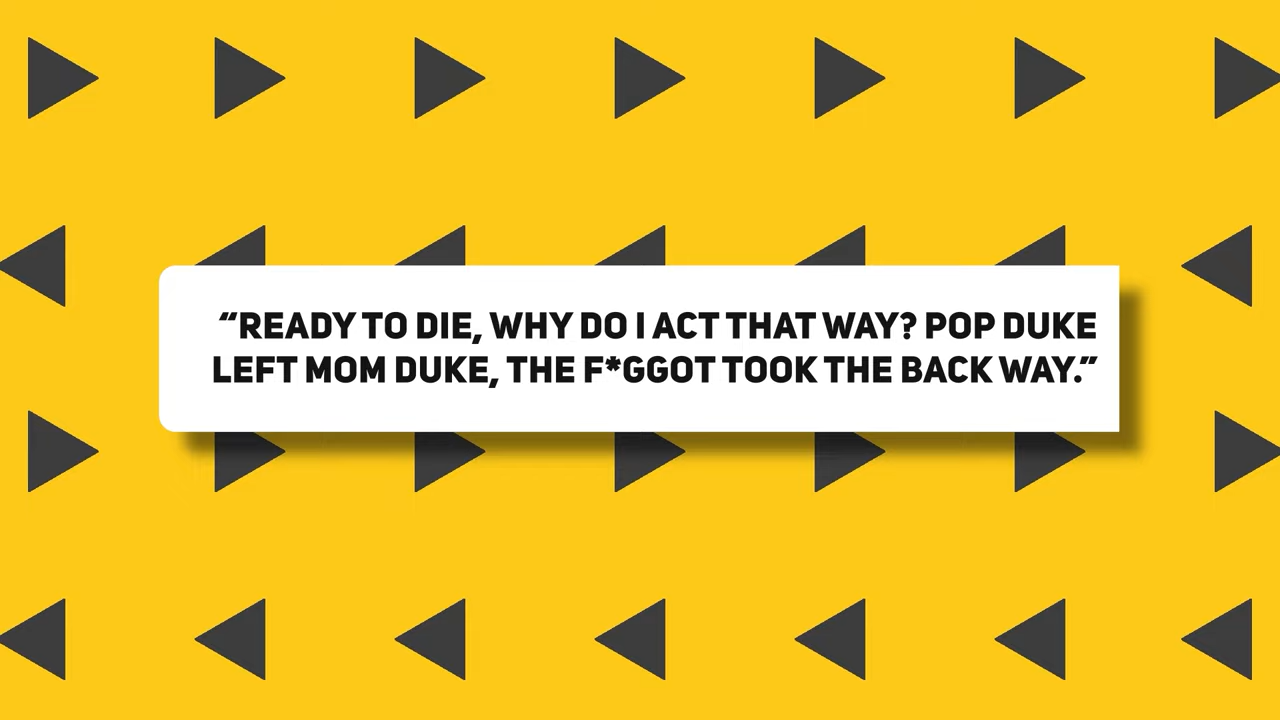 “READY TO DIE, WHY DO I ACT THAT WAY? POP DUKE
LEFT MOM DUKE, THE F*GGOT TOOK THE BACK WAY.”